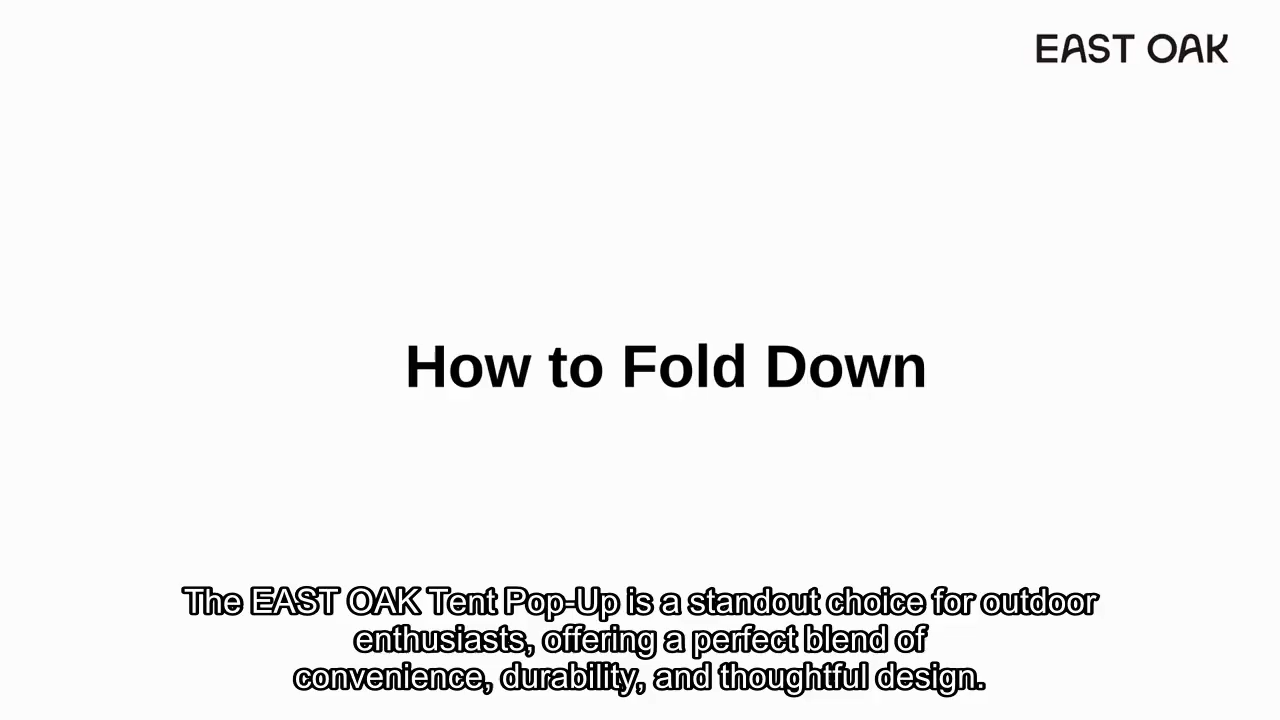 EAST OAK
How to Fold Down
The EAST OAK Tent Pop-Up is a standout choice for outdoor
enthusiasts, offering a perfect blend of
convenience, durability, and thoughtful design.